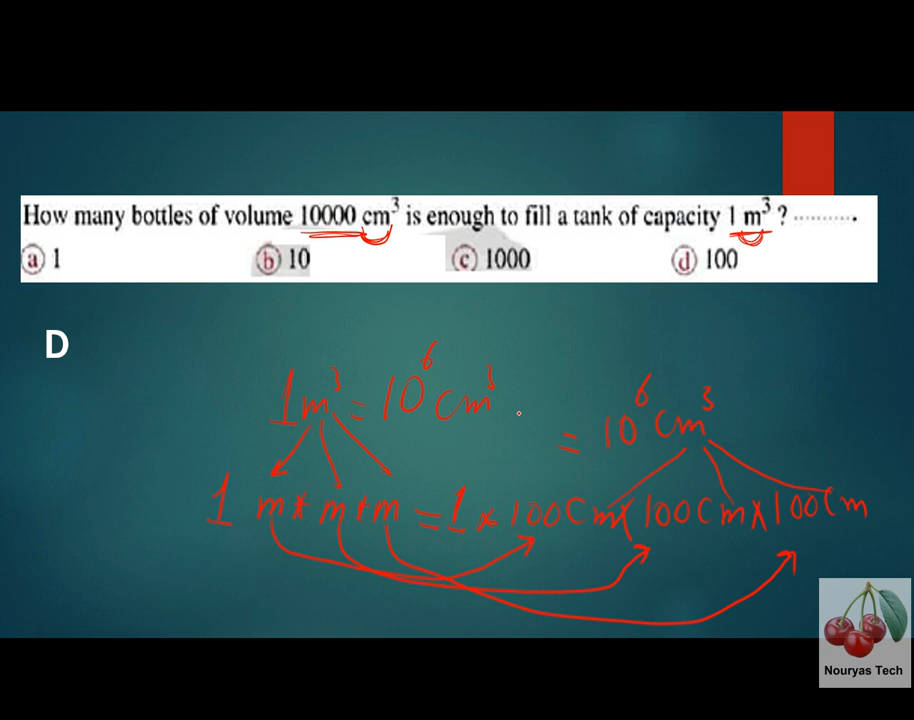 How many bottles of volume 10000 cm³ is enough to fill a tank of capacity 1 m³ ? ..........
ⓐ 1 ⓑ 10 ⓒ 1000 ⓓ 100
D
1m³ = 10⁶ cm³
= 10⁶ cm³
1 m × m × m = 1 × 100cm × 100cm × 100cm
Nouryas Tech